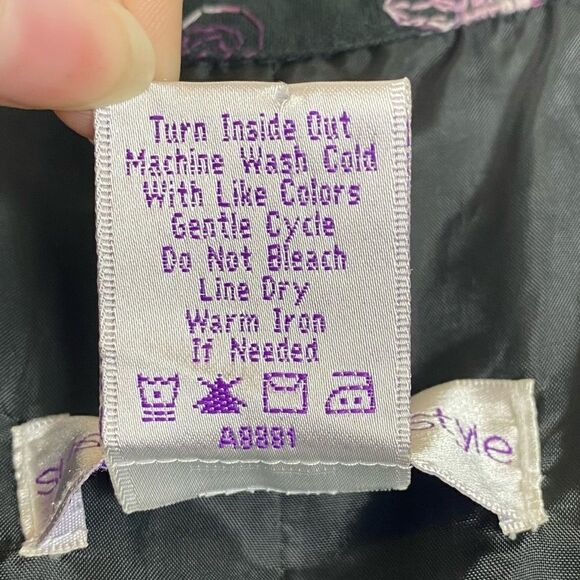 Turn Inside Out
Machine Wash Cold
With Like Colors
Gentle Cycle
Do Not Bleach
Line Dry
Warm Iron
If Needed
A8881
style